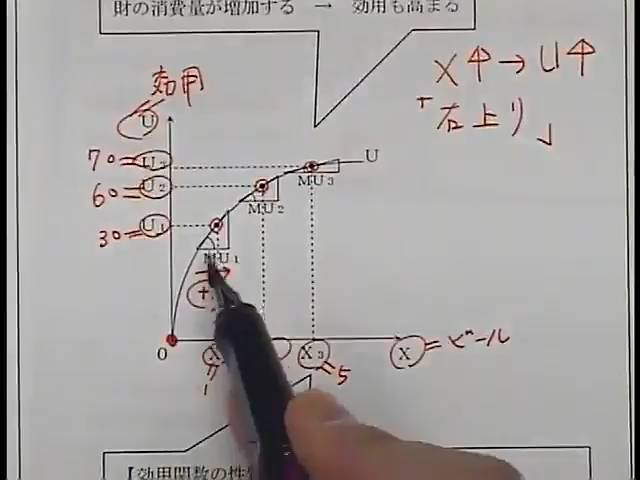 財の消費量が増加する → 効用も高まる
X↑→U↑
「右上り」
効用
U
70=U3
60=U2
30=U1
U
MU3
MU2
MU1
→
+
0
X
1
X3=5
X=ビール
【効用関数の性